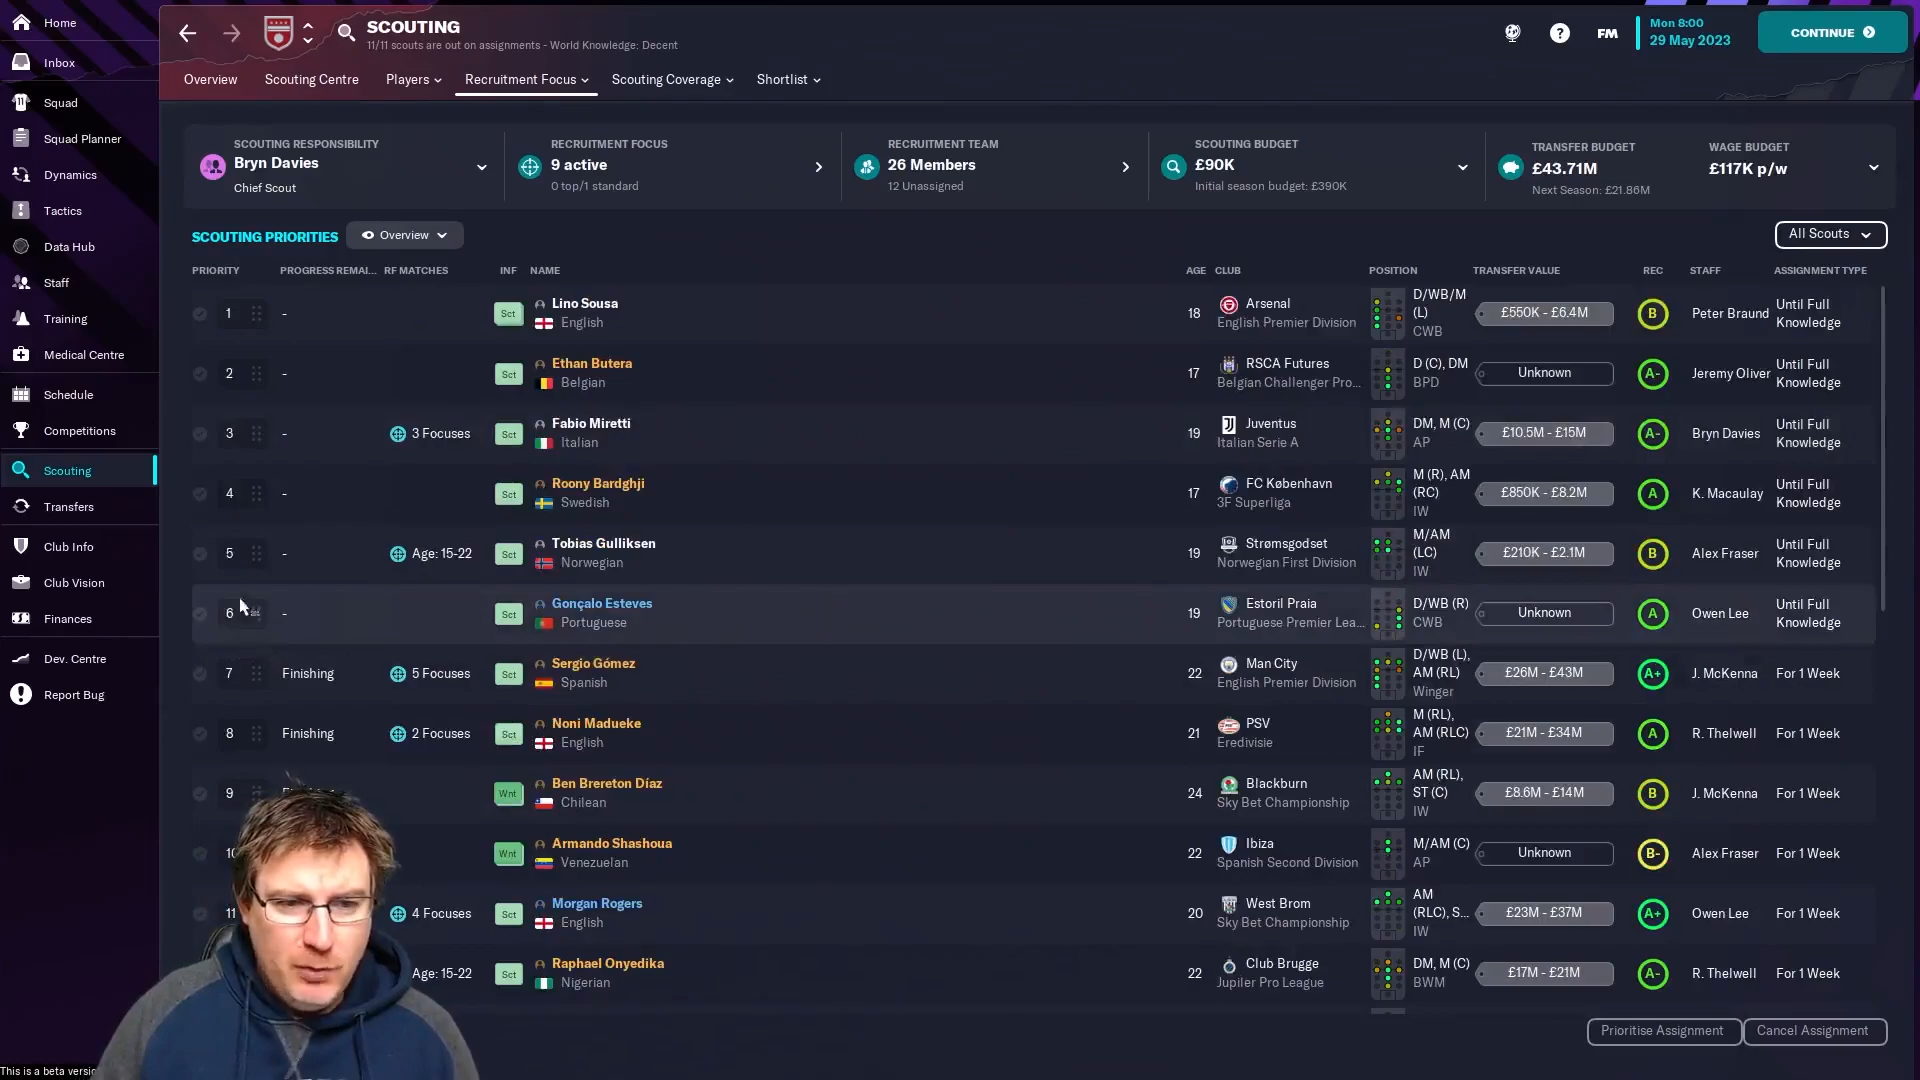 Home
Inbox
Squad
Squad Planner
Dynamics
Tactics
Data Hub
Staff
Training
Medical Centre
Schedule
Competitions
Scouting
Transfers
Club Info
Club Vision
Finances
Dev. Centre
Report Bug
This is a beta versio
SCOUTING
11/11 scouts are out on assignments - World Knowledge: Decent
FM
Mon 8:00
29 May 2023
CONTINUE
Overview Scouting Centre Players Recruitment Focus Scouting Coverage Shortlist
SCOUTING RESPONSIBILITY
Bryn Davies
Chief Scout
RECRUITMENT FOCUS
9 active
0 top/1 standard
RECRUITMENT TEAM
26 Members
12 Unassigned
SCOUTING BUDGET
£90K
Initial season budget: £390K
TRANSFER BUDGET
£43.71M
Next Season: £21.86M
WAGE BUDGET
£117K p/w
SCOUTING PRIORITIES Overview All Scouts
PRIORITY PROGRESS REMAI... RF MATCHES INF NAME AGE CLUB POSITION TRANSFER VALUE REC STAFF ASSIGNMENT TYPE
1 - Sct Lino Sousa English 18 Arsenal English Premier Division D/WB/M (L) CWB £550K - £6.4M B Peter Braund Until Full Knowledge
2 - Sct Ethan Butera Belgian 17 RSCA Futures Belgian Challenger Pro... D (C), DM BPD Unknown A- Jeremy Oliver Until Full Knowledge
3 - 3 Focuses Sct Fabio Miretti Italian 19 Juventus Italian Serie A DM, M (C) AP £10.5M - £15M A- Bryn Davies Until Full Knowledge
4 - Sct Roony Bardghji Swedish 17 FC København 3F Superliga M (R), AM (RC) IW £850K - £8.2M A K. Macaulay Until Full Knowledge
5 - Age: 15-22 Sct Tobias Gulliksen Norwegian 19 Strømsgodset Norwegian First Division M/AM (LC) IW £210K - £2.1M B Alex Fraser Until Full Knowledge
6 - Sct Gonçalo Esteves Portuguese 19 Estoril Praia Portuguese Premier Lea... D/WB (R) CWB Unknown A Owen Lee Until Full Knowledge
7 Finishing 5 Focuses Sct Sergio Gómez Spanish 22 Man City English Premier Division D/WB (L), AM (RL) Winger £26M - £43M A+ J. McKenna For 1 Week
8 Finishing 2 Focuses Sct Noni Madueke English 21 PSV Eredivisie M (RL), AM (RLC) IF £21M - £34M A R. Thelwell For 1 Week
9 Wnt Ben Brereton Díaz Chilean 24 Blackburn Sky Bet Championship AM (RL), ST (C) IW £8.6M - £14M B J. McKenna For 1 Week
10 Wnt Armando Shashoua Venezuelan 22 Ibiza Spanish Second Division M/AM (C) AP Unknown B- Alex Fraser For 1 Week
11 4 Focuses Sct Morgan Rogers English 20 West Brom Sky Bet Championship AM (RLC), S... IW £23M - £37M A+ Owen Lee For 1 Week
Age: 15-22 Sct Raphael Onyedika Nigerian 22 Club Brugge Jupiler Pro League DM, M (C) BWM £17M - £21M A- R. Thelwell For 1 Week
Prioritise Assignment Cancel Assignment